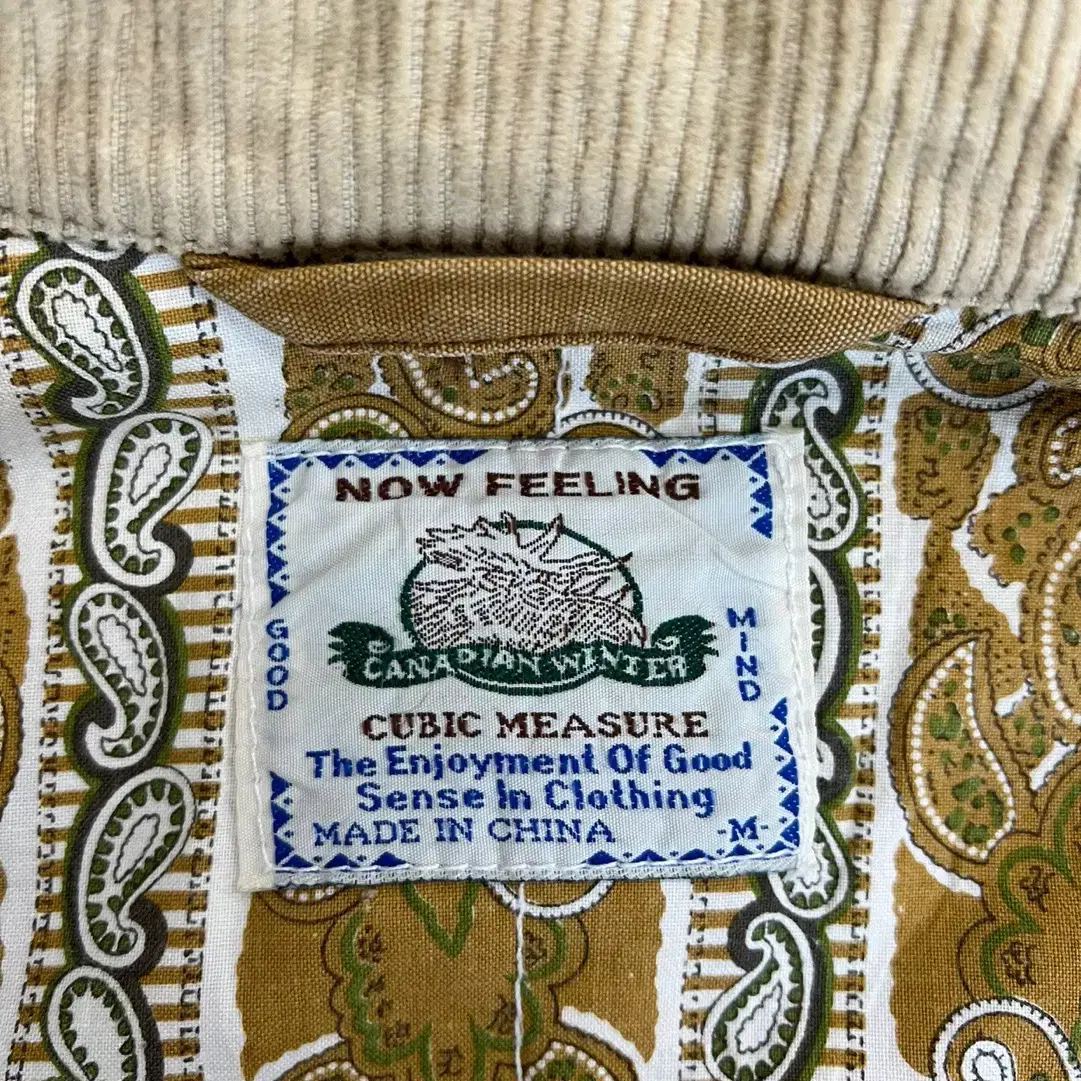 NOW FEELING
GOOD
MIND
CANADIAN WINTER
CUBIC MEASURE
The Enjoyment Of Good
Sense In Clothing
MADE IN CHINA -M-